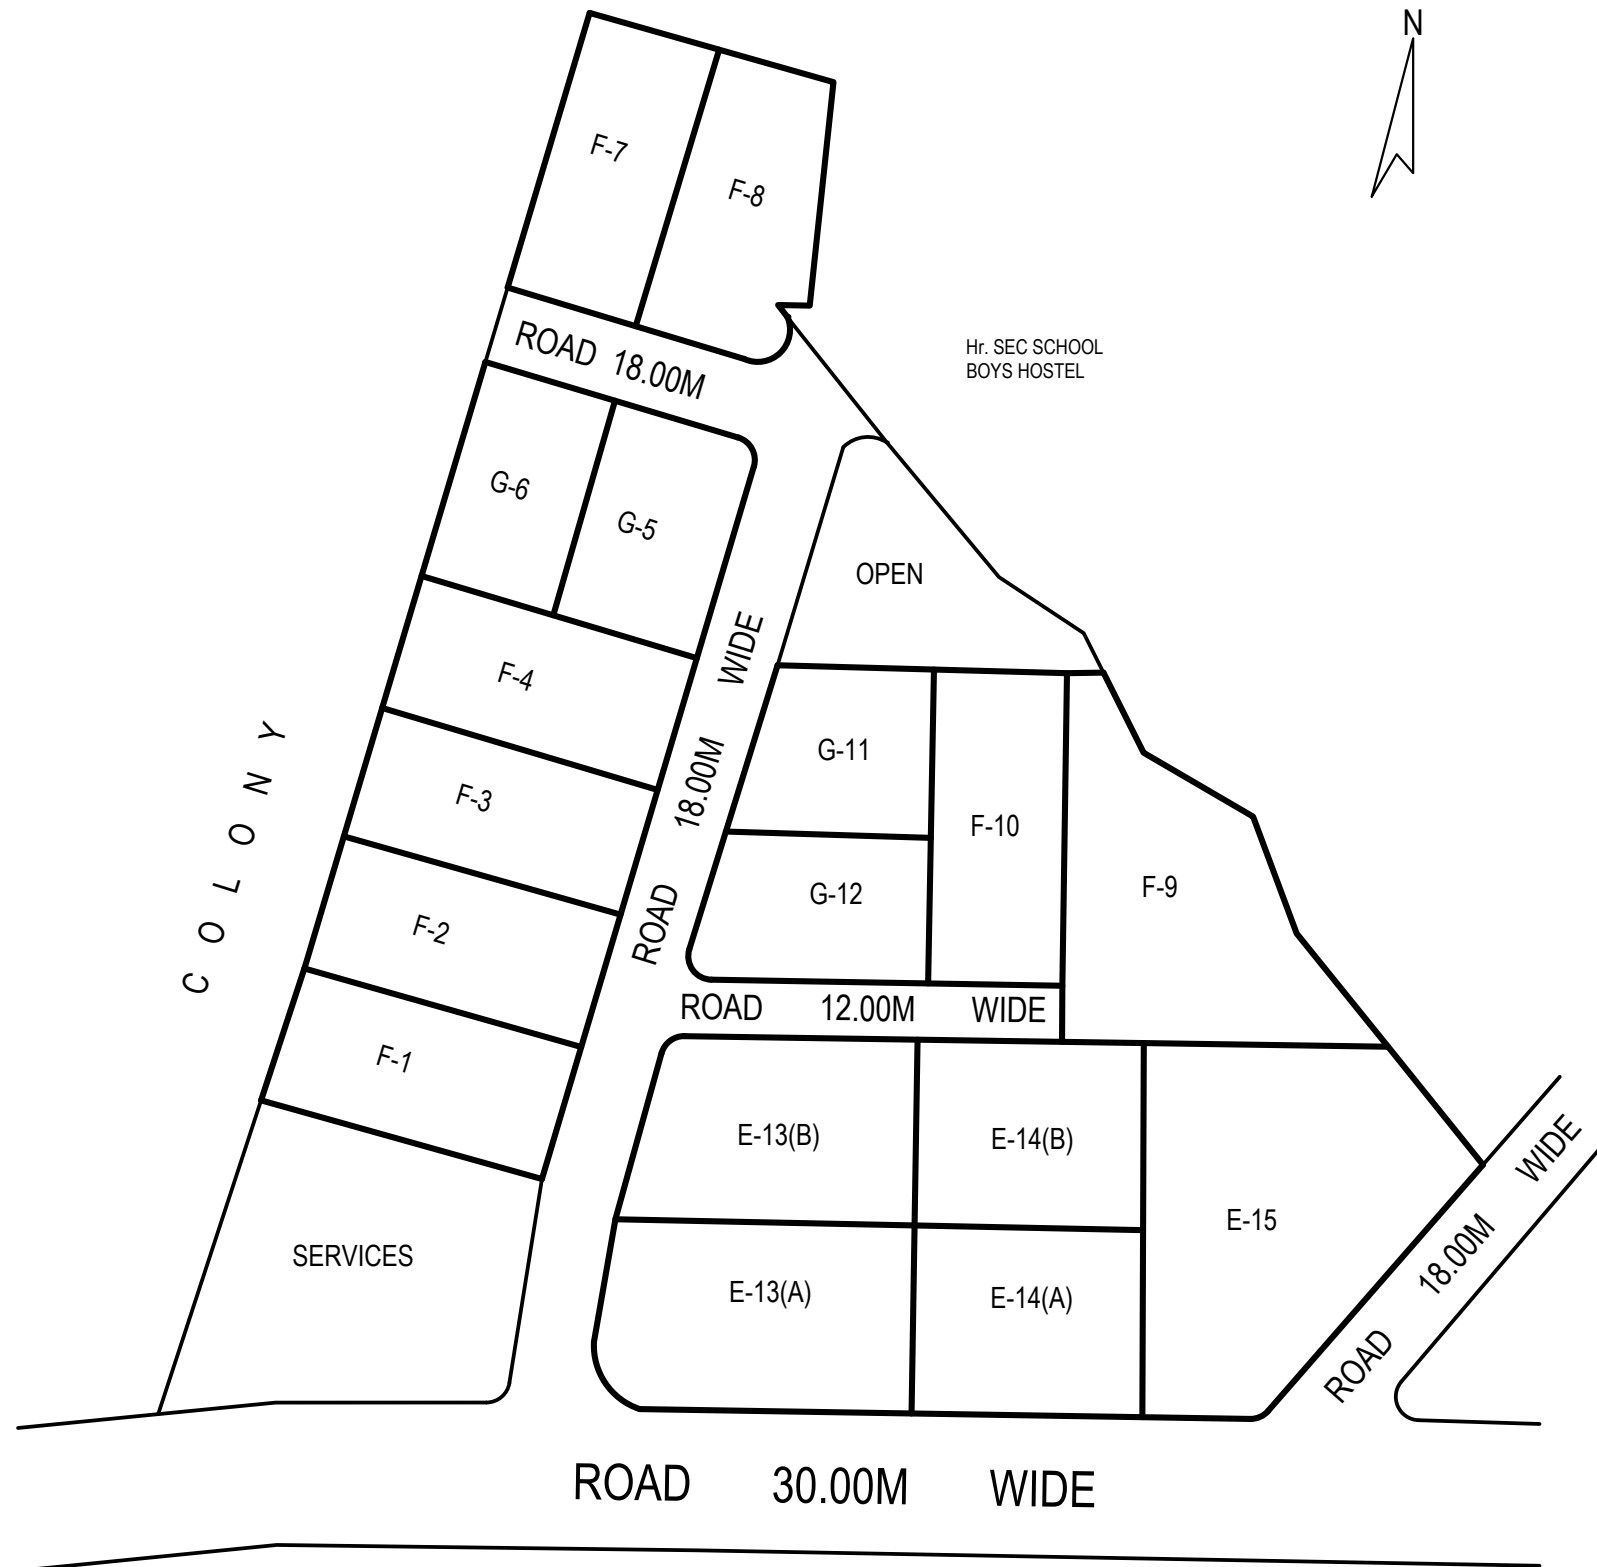 N
F-7
F-8
ROAD 18.00M
Hr. SEC SCHOOL
BOYS HOSTEL
G-6
G-5
OPEN
F-4
ROAD 18.00M WIDE
G-11
F-3
F-10
COLONY
G-12
F-9
F-2
ROAD 12.00M WIDE
F-1
E-13(B)
E-14(B)
E-15
SERVICES
E-13(A)
E-14(A)
ROAD 18.00M WIDE
ROAD 30.00M WIDE